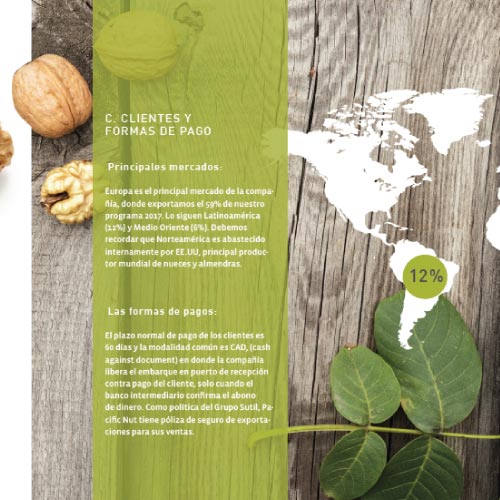 C. CLIENTES Y
FORMAS DE PAGO
Principales mercados:
Europa es el principal mercado de la compa-
ñía, donde exportamos el 59% de nuestro
programa 2017. Lo siguen Latinoamérica
(12%) y Medio Oriente (6%). Debemos
recordar que Norteamérica es abastecido
internamente por EE.UU, principal produc-
tor mundial de nueces y almendras.
Las formas de pagos:
El plazo normal de pago de los clientes es
60 días y la modalidad común es CAD, (cash
against document) en donde la compañía
libera el embarque en puerto de recepción
contra pago del cliente, solo cuando el
banco intermediario confirma el abono
de dinero. Como política del Grupo Sutil, Pa-
cific Nut tiene póliza de seguro de exporta-
ciones para sus ventas.
12%